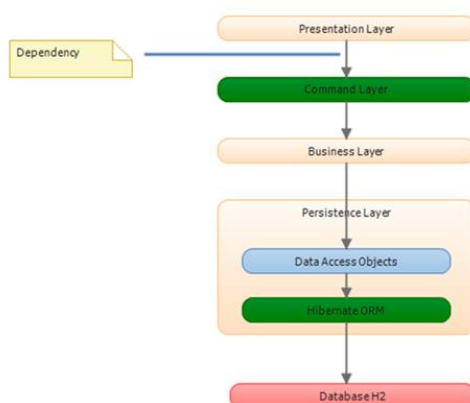 Presentation Layer
Dependency
Command Layer
Business Layer
Persistence Layer
Data Access Objects
Hibernate ORM
Database H2